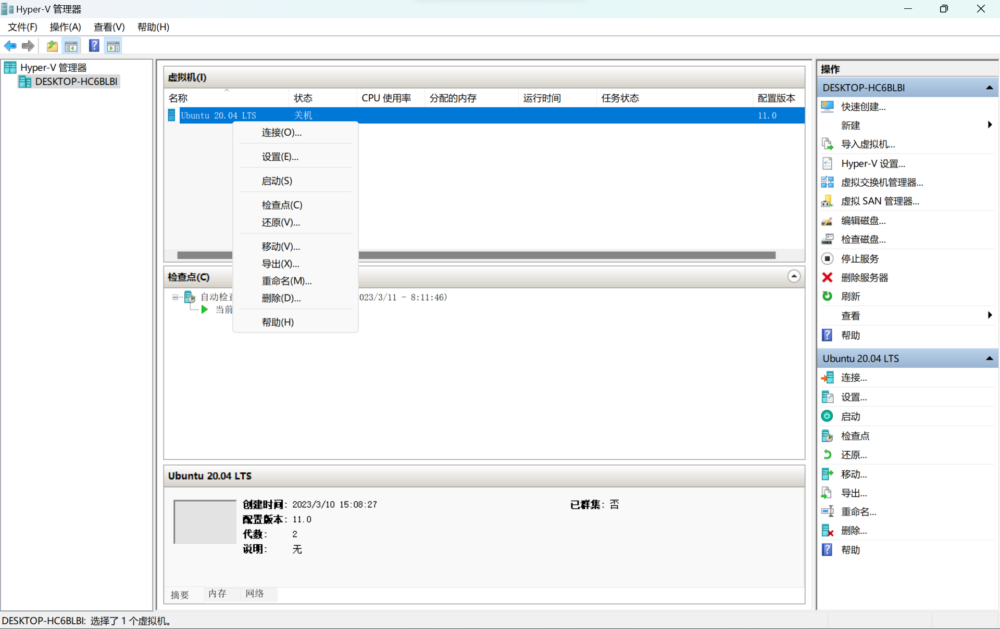 Hyper-V 管理器
文件(F) 操作(A) 查看(V) 帮助(H)
Hyper-V 管理器
DESKTOP-HC6BLBI
虚拟机(I)
名称 状态 CPU 使用率 分配的内存 运行时间 任务状态 配置版本
Ubuntu 20.04 LTS 关机 11.0
连接(O)...
设置(E)...
启动(S)
检查点(C)
还原(V)...
移动(V)...
导出(X)...
重命名(M)...
删除(D)...
帮助(H)
检查点(C)
自动检 023/3/11 - 8:11:46)
当前
Ubuntu 20.04 LTS
创建时间: 2023/3/10 15:08:27 已群集: 否
配置版本: 11.0
代数: 2
说明: 无
摘要 内存 网络
操作
DESKTOP-HC6BLBI
快速创建...
新建
导入虚拟机...
Hyper-V 设置...
虚拟交换机管理器...
虚拟 SAN 管理器...
编辑磁盘...
检查磁盘...
停止服务
删除服务器
刷新
查看
帮助
Ubuntu 20.04 LTS
连接...
设置...
启动
检查点
还原...
移动...
导出...
重命名...
删除...
帮助
DESKTOP-HC6BLBI: 选择了 1 个虚拟机。